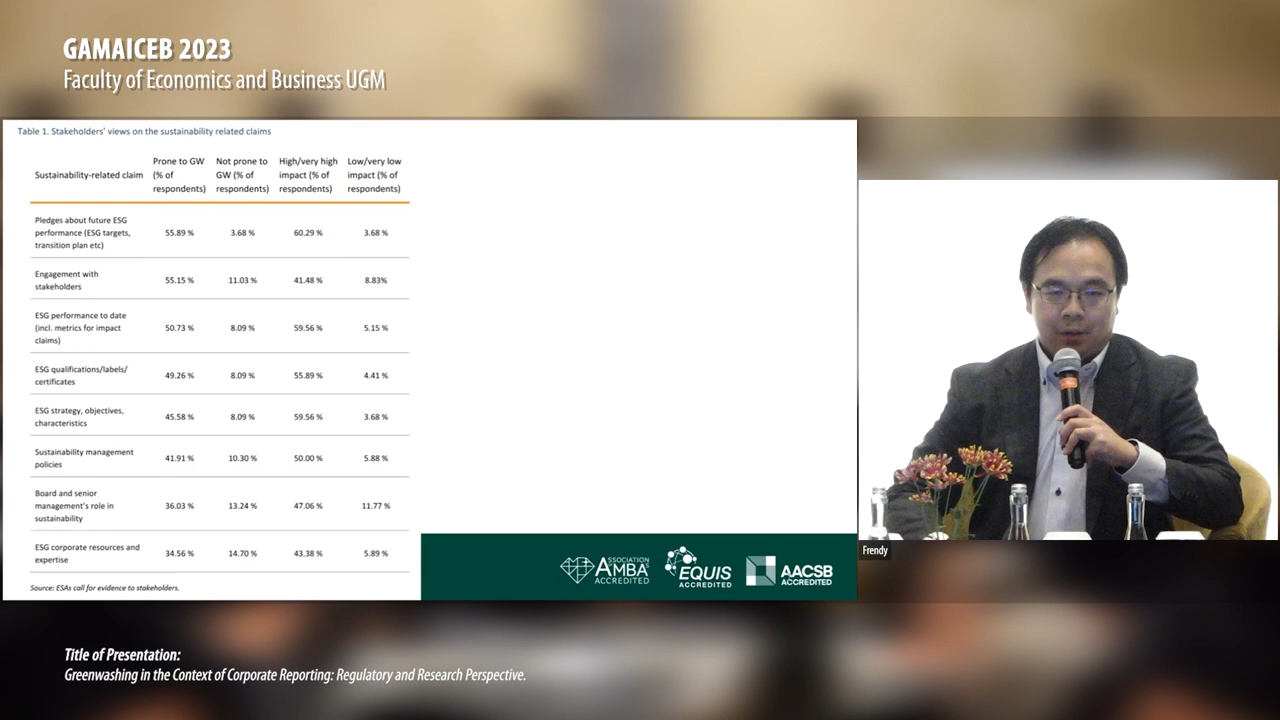 GAMAICEB 2023
Faculty of Economics and Business UGM
Table 1. Stakeholders' views on the sustainability related claims
Sustainability-related claim
Prone to GW
(% of
respondents)
Not prone to
GW (% of
respondents)
High/very high
impact (% of
respondents)
Low/very low
impact (% of
respondents)
Pledges about future ESG
performance (ESG targets,
transition plan etc)
55.89 % 3.68 % 60.29 % 3.68 %
Engagement with
stakeholders
55.15 % 11.03 % 41.48 % 8.83%
ESG performance to date
(incl. metrics for impact
claims)
50.73 % 8.09 % 59.56 % 5.15 %
ESG qualifications/labels/
certificates
49.26 % 8.09 % 55.89 % 4.41 %
ESG strategy, objectives,
characteristics
45.58 % 8.09 % 59.56 % 3.68 %
Sustainability management
policies
41.91 % 10.30 % 50.00 % 5.88 %
Board and senior
management's role in
sustainability
36.03 % 13.24 % 47.06 % 11.77 %
ESG corporate resources and
expertise
34.56 % 14.70 % 43.38 % 5.89 %
Source: ESAs call for evidence to stakeholders.
ASSOCIATION
AMBA
ACCREDITED
EQUIS
ACCREDITED
AACSB
ACCREDITED
Frendy
Title of Presentation:
Greenwashing in the Context of Corporate Reporting: Regulatory and Research Perspective.